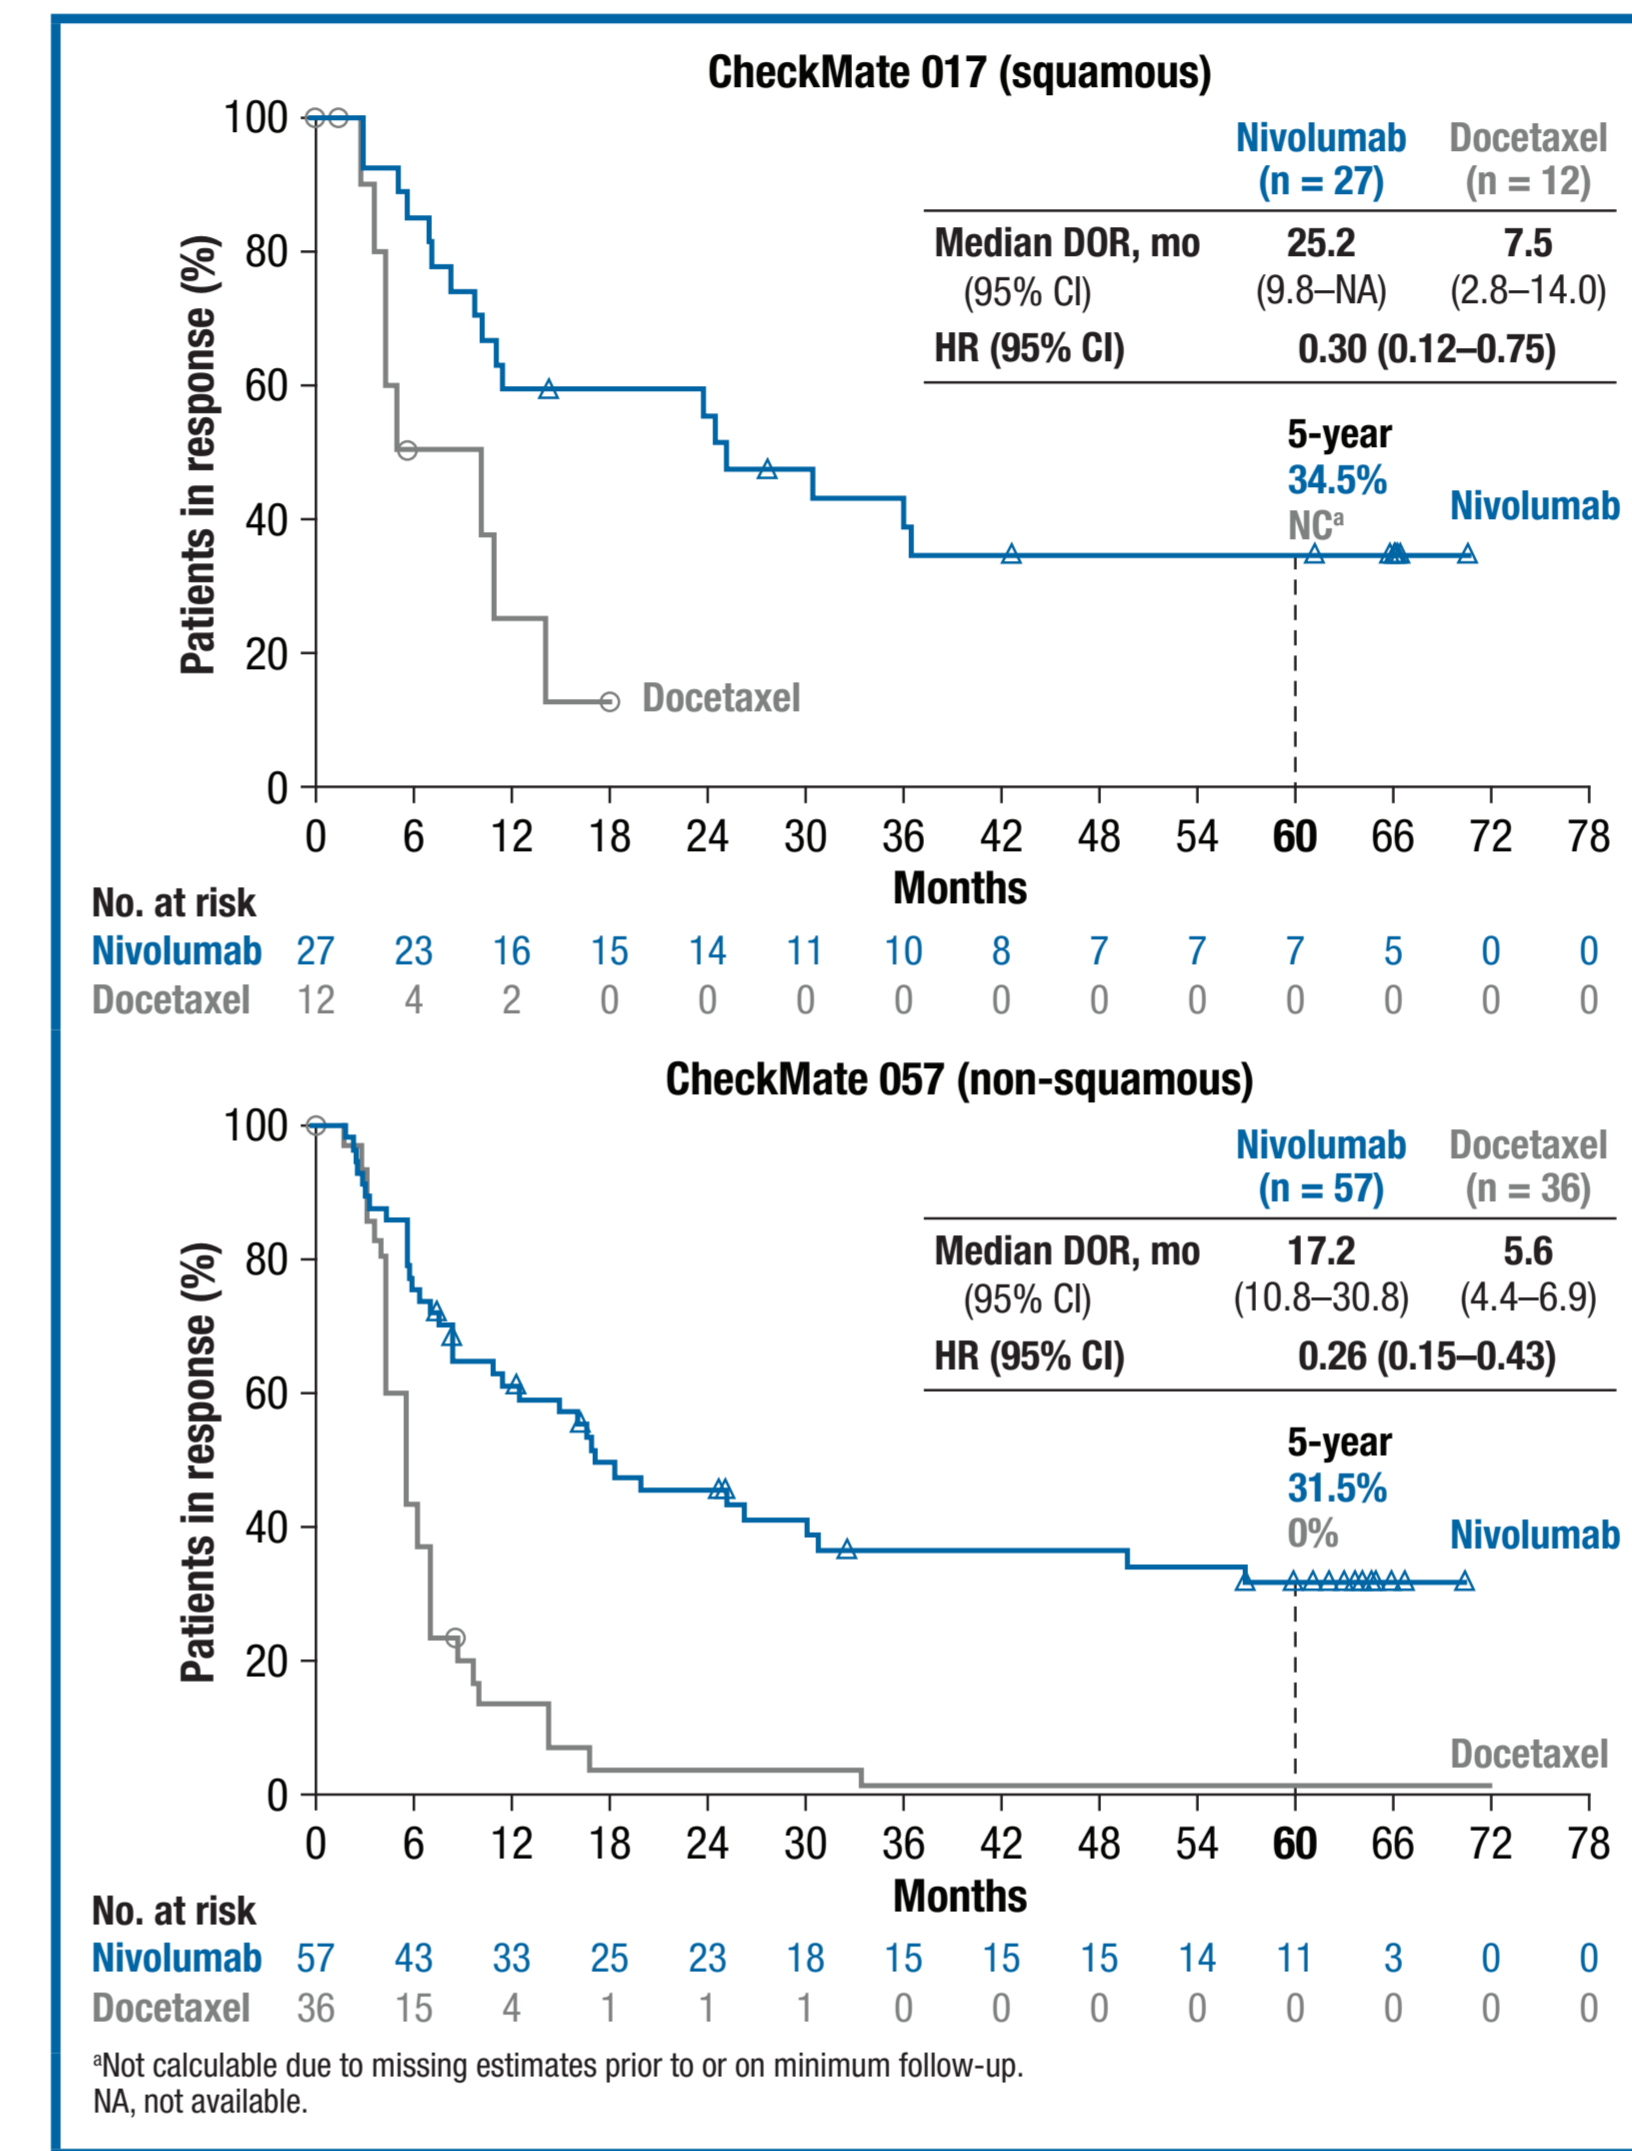 CheckMate 017 (squamous)
Nivolumab Docetaxel
(n = 27) (n = 12)
Median DOR, mo 25.2 7.5
(95% CI) (9.8–NA) (2.8–14.0)
HR (95% CI) 0.30 (0.12–0.75)
5-year
34.5%
NCa
Nivolumab
Docetaxel
Patients in response (%)
100
80
60
40
20
0
0 6 12 18 24 30 36 42 48 54 60 66 72 78
Months
No. at risk
Nivolumab 27 23 16 15 14 11 10 8 7 7 7 5 0 0
Docetaxel 12 4 2 0 0 0 0 0 0 0 0 0 0 0
CheckMate 057 (non-squamous)
Nivolumab Docetaxel
(n = 57) (n = 36)
Median DOR, mo 17.2 5.6
(95% CI) (10.8–30.8) (4.4–6.9)
HR (95% CI) 0.26 (0.15–0.43)
5-year
31.5%
0%
Nivolumab
Docetaxel
Patients in response (%)
100
80
60
40
20
0
0 6 12 18 24 30 36 42 48 54 60 66 72 78
Months
No. at risk
Nivolumab 57 43 33 25 23 18 15 15 15 14 11 3 0 0
Docetaxel 36 15 4 1 1 1 0 0 0 0 0 0 0 0
aNot calculable due to missing estimates prior to or on minimum follow-up.
NA, not available.